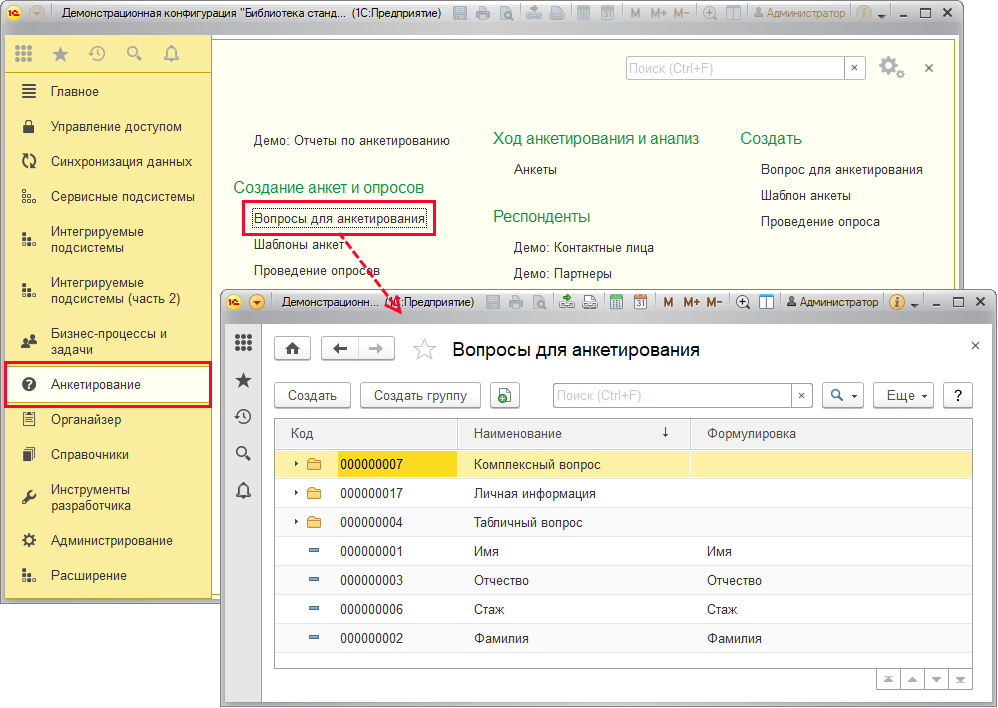 Демонстрационная конфигурация "Библиотека станд... (1С:Предприятие)
M M+ M-
Администратор
Поиск (Ctrl+F)
Главное
Управление доступом
Синхронизация данных
Сервисные подсистемы
Интегрируемые
подсистемы
Интегрируемые
подсистемы (часть 2)
Бизнес-процессы и
задачи
Анкетирование
Органайзер
Справочники
Инструменты
разработчика
Администрирование
Расширение
Демо: Отчеты по анкетированию
Создание анкет и опросов
Вопросы для анкетирования
Шаблоны анкет
Проведение опросов
Ход анкетирования и анализ
Анкеты
Респонденты
Демо: Контактные лица
Демо: Партнеры
Создать
Вопрос для анкетирования
Шаблон анкеты
Проведение опроса
Демонстрационн... (1С:Предприятие)
31
M M+ M-
Администратор
Вопросы для анкетирования
Создать
Создать группу
Поиск (Ctrl+F)
Еще
?
Код Наименование Формулировка
000000007 Комплексный вопрос
000000017 Личная информация
000000004 Табличный вопрос
000000001 Имя Имя
000000003 Отчество Отчество
000000006 Стаж Стаж
000000002 Фамилия Фамилия